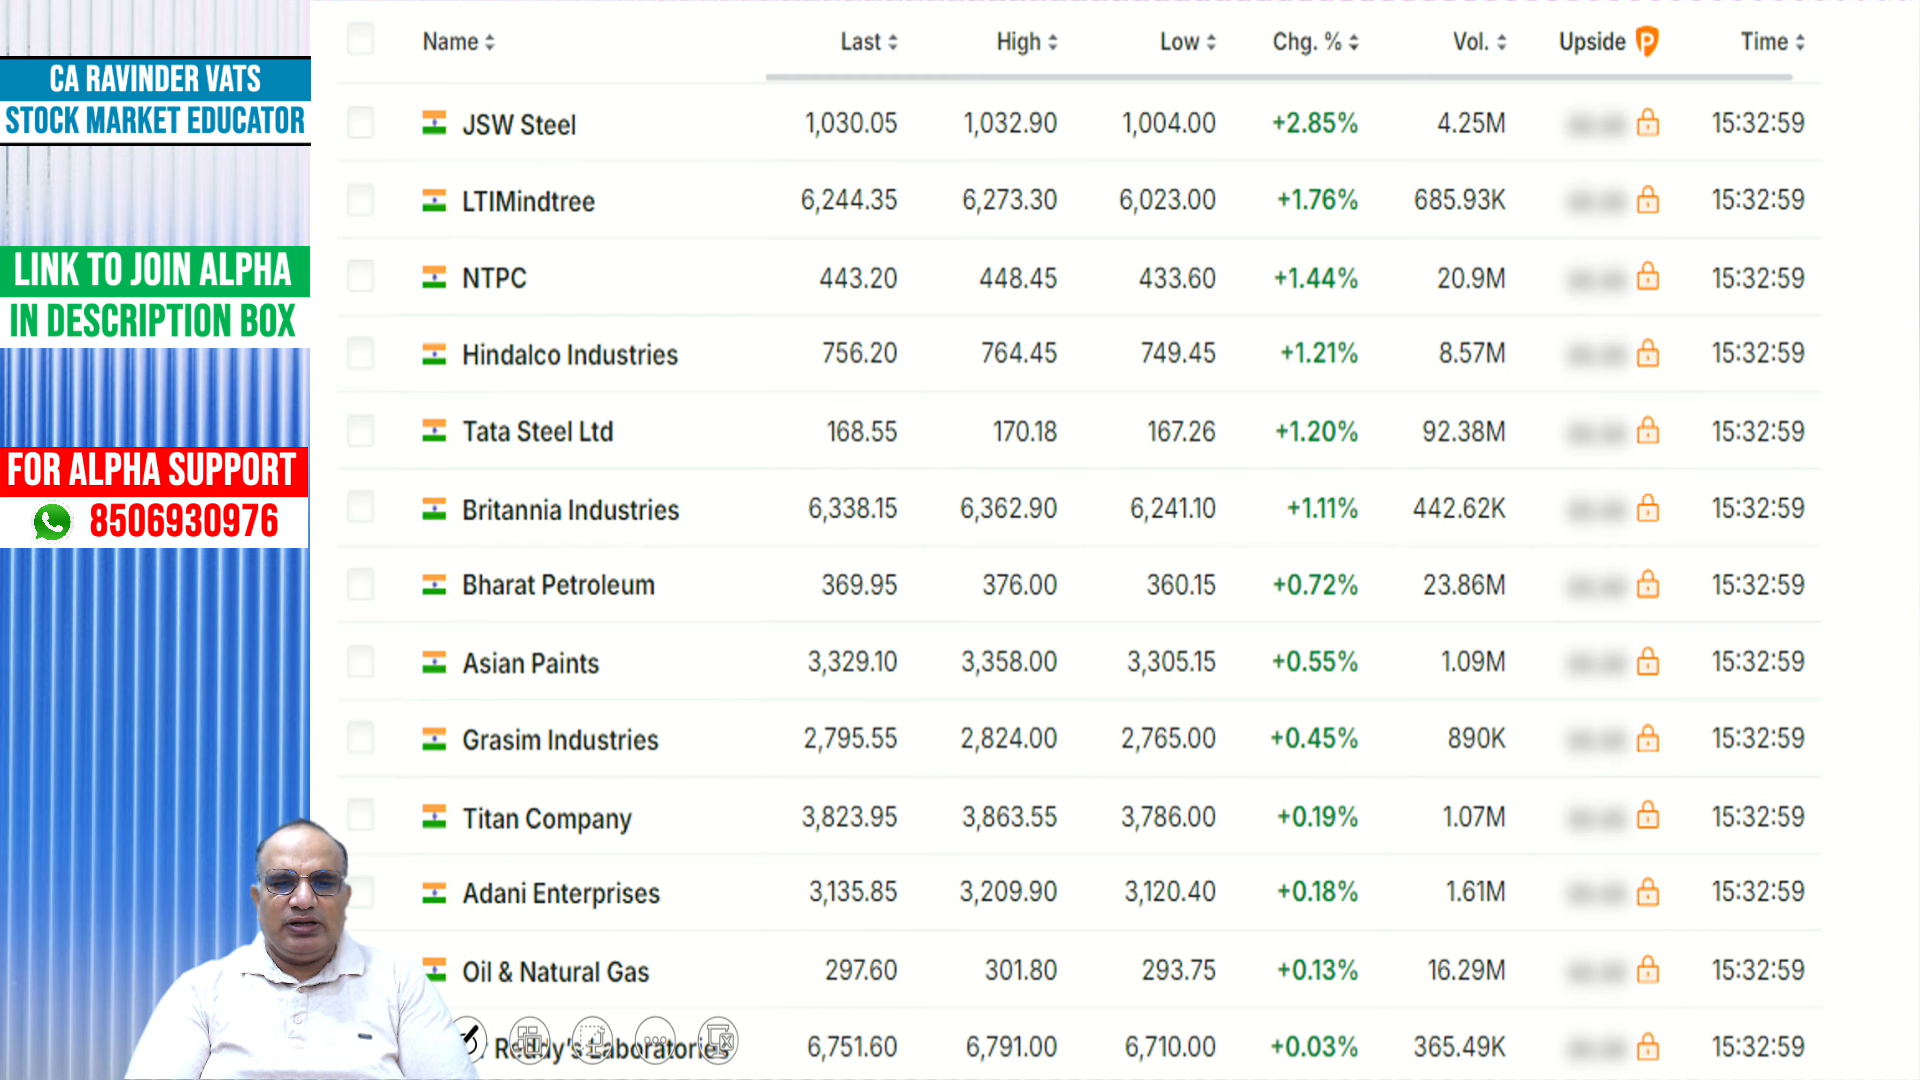 CA RAVINDER VATS
STOCK MARKET EDUCATOR
LINK TO JOIN ALPHA
IN DESCRIPTION BOX
FOR ALPHA SUPPORT
8506930976
Name Last High Low Chg. % Vol. Upside P Time
JSW Steel 1,030.05 1,032.90 1,004.00 +2.85% 4.25M 15:32:59
LTIMindtree 6,244.35 6,273.30 6,023.00 +1.76% 685.93K 15:32:59
NTPC 443.20 448.45 433.60 +1.44% 20.9M 15:32:59
Hindalco Industries 756.20 764.45 749.45 +1.21% 8.57M 15:32:59
Tata Steel Ltd 168.55 170.18 167.26 +1.20% 92.38M 15:32:59
Britannia Industries 6,338.15 6,362.90 6,241.10 +1.11% 442.62K 15:32:59
Bharat Petroleum 369.95 376.00 360.15 +0.72% 23.86M 15:32:59
Asian Paints 3,329.10 3,358.00 3,305.15 +0.55% 1.09M 15:32:59
Grasim Industries 2,795.55 2,824.00 2,765.00 +0.45% 890K 15:32:59
Titan Company 3,823.95 3,863.55 3,786.00 +0.19% 1.07M 15:32:59
Adani Enterprises 3,135.85 3,209.90 3,120.40 +0.18% 1.61M 15:32:59
Oil & Natural Gas 297.60 301.80 293.75 +0.13% 16.29M 15:32:59
Reddy's Laboratories 6,751.60 6,791.00 6,710.00 +0.03% 365.49K 15:32:59